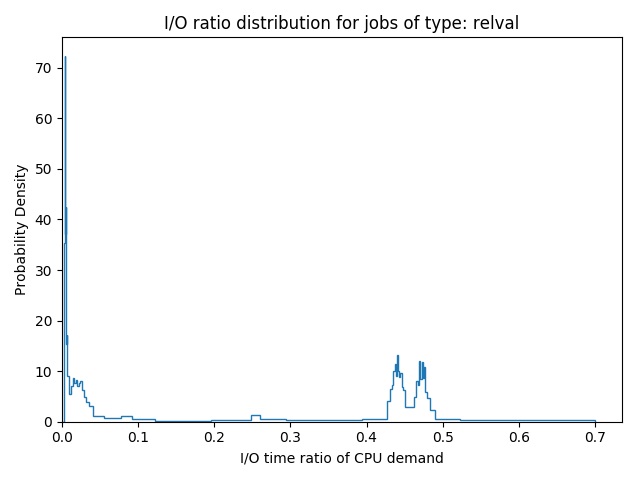 I/O ratio distribution for jobs of type: relval
Probability Density
70
60
50
40
30
20
10
0
0.0 0.1 0.2 0.3 0.4 0.5 0.6 0.7
I/O time ratio of CPU demand